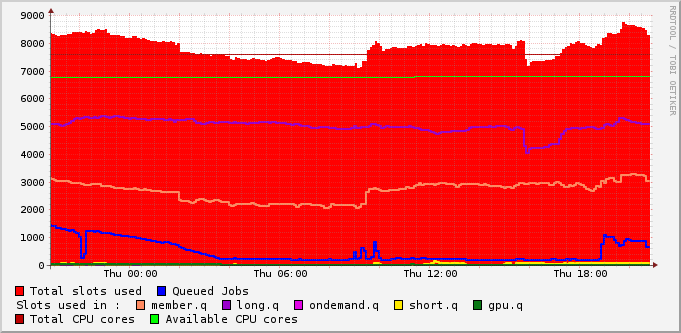 9000
8000
7000
6000
5000
4000
3000
2000
1000
0
Thu 00:00 Thu 06:00 Thu 12:00 Thu 18:00
RRDTOOL / TOBI OETIKER
Total slots used Queued Jobs
Slots used in : member.q long.q ondemand.q short.q gpu.q
Total CPU cores Available CPU cores